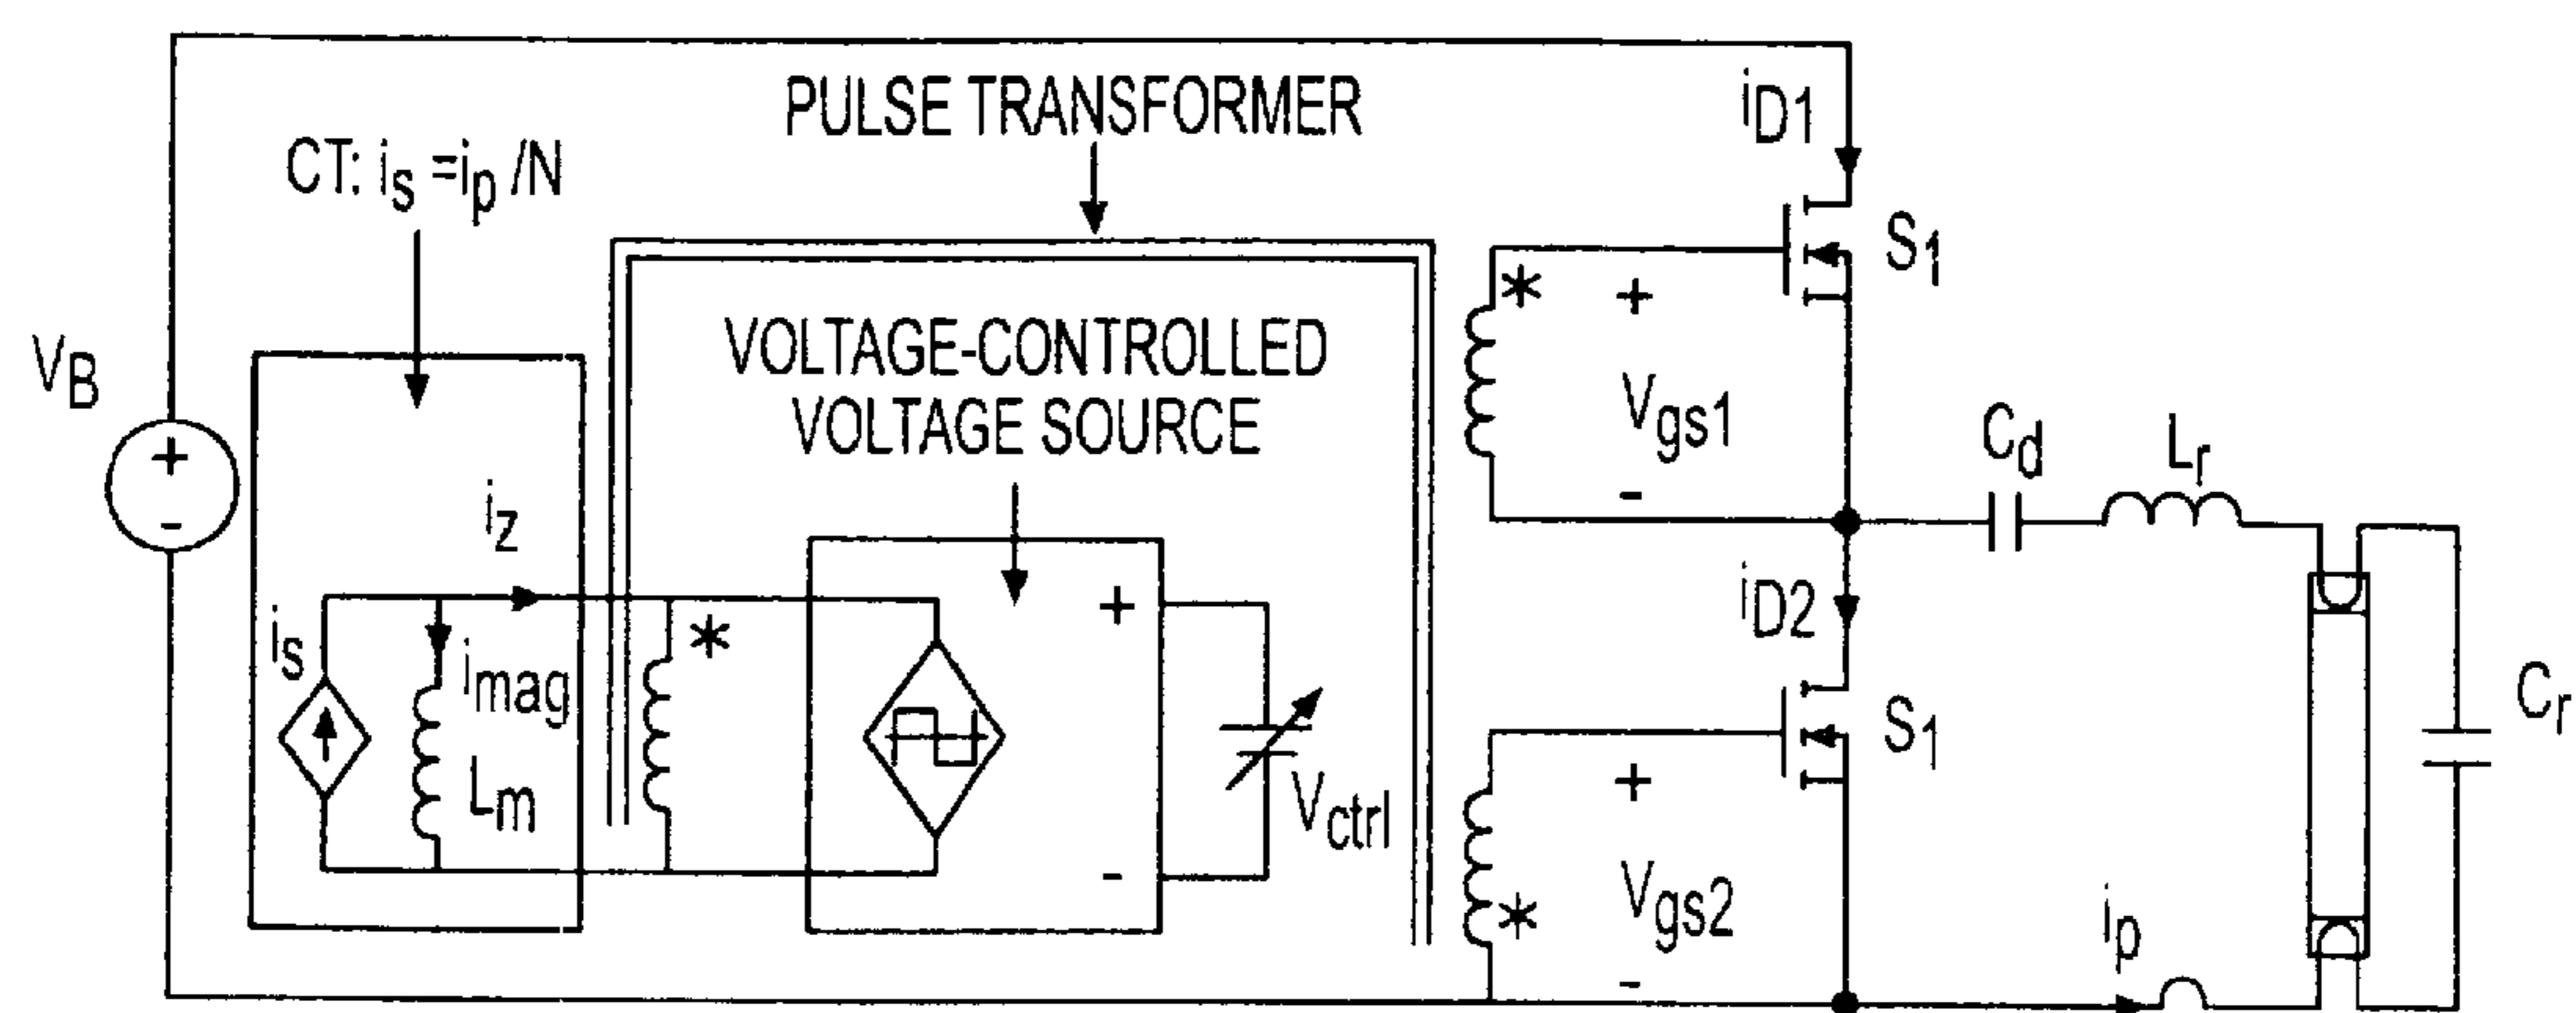 PULSE TRANSFORMER
iD1
CT: is =ip /N
S1
*
+
VB
VOLTAGE-CONTROLLED
VOLTAGE SOURCE
Vgs1
-
+
-
iz
Cd
Lr
iD2
is
imag
*
+
Lm
Vctrl
-
S1
+
Vgs2
*
-
Cr
ip